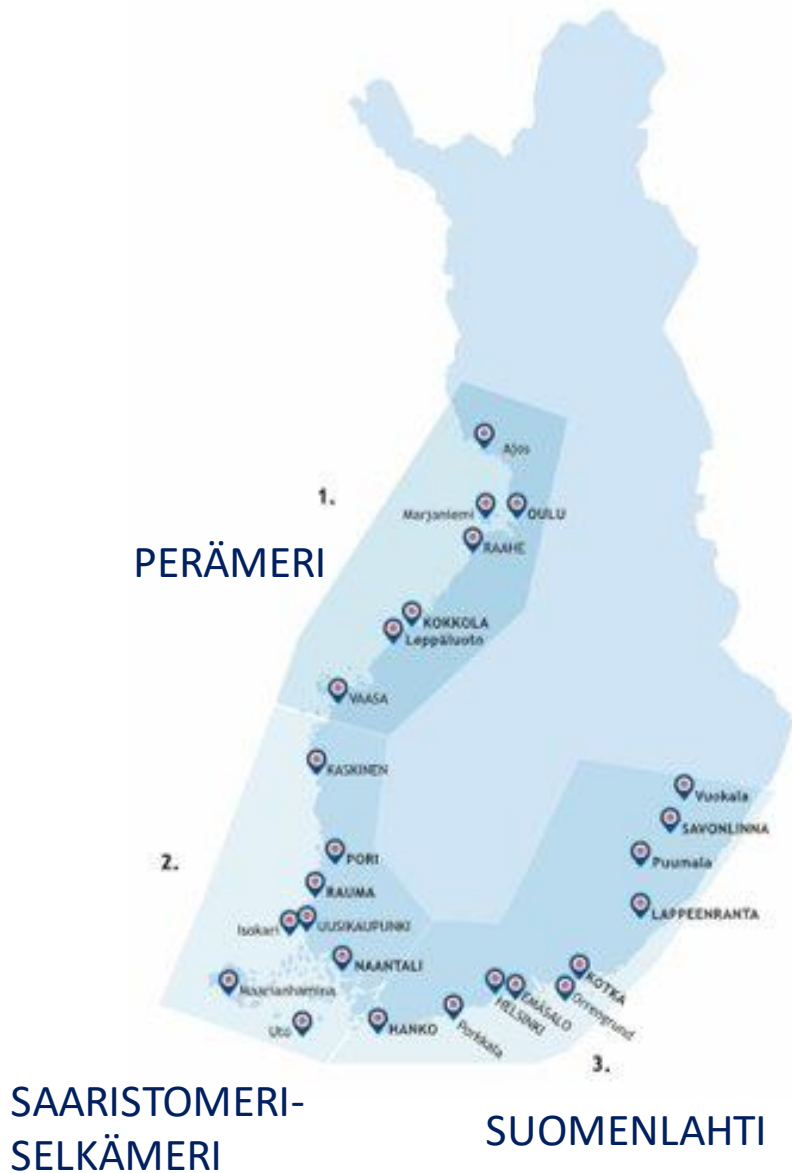 Ajos
1.
Marjaniemi
OULU
RAAHE
PERÄMERI
KOKKOLA
Leppäluoto
VAASA
KASKINEN
Vuokala
SAVONLINNA
2.
PORI
Puumala
RAUMA
LAPPEENRANTA
Isokari
UUSIKAUPUNKI
NAANTALI
KOTKA
Maarianhamina
Orrengrund
EMÄSALO
HELSINKI
Utö
HANKO
Porkkala
3.
SAARISTOMERI-
SELKÄMERI
SUOMENLAHTI